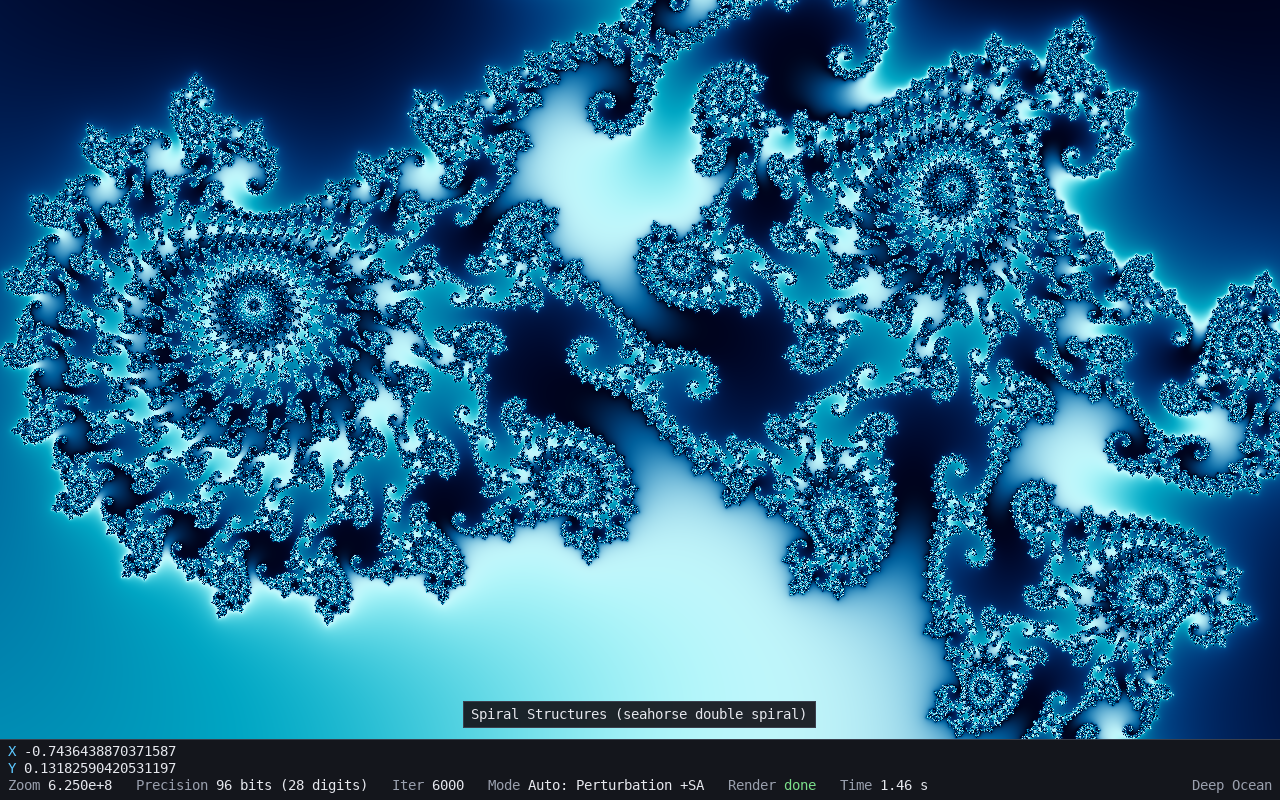 Spiral Structures (seahorse double spiral)
X -0.7436438870371587
Y 0.13182590420531197
Zoom 6.250e+8 Precision 96 bits (28 digits) Iter 6000 Mode Auto: Perturbation +SA Render done Time 1.46 s Deep Ocean